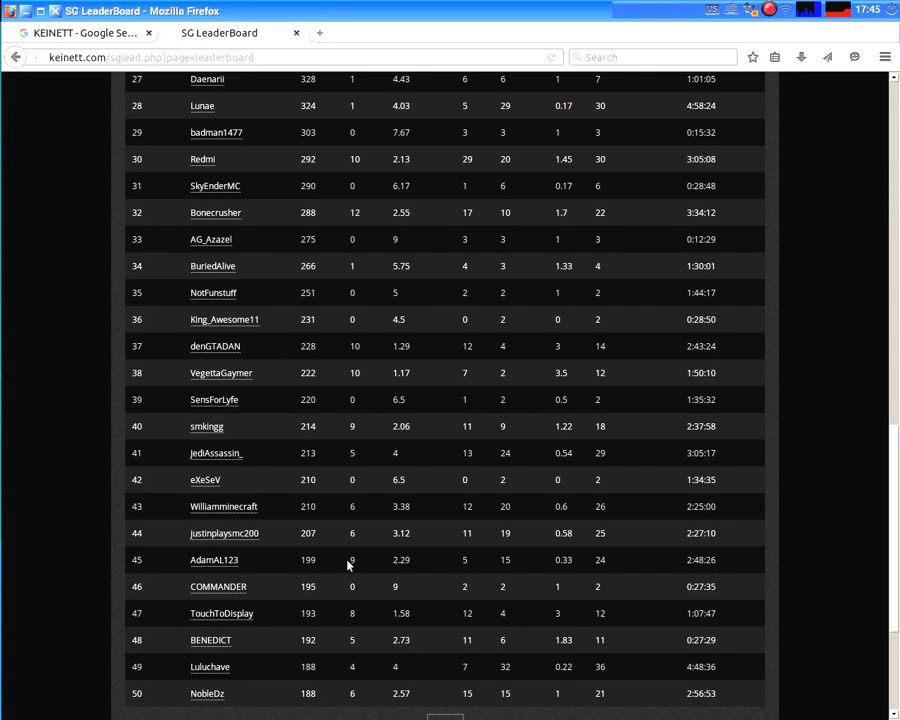 SG LeaderBoard - Mozilla Firefox
US
17:45
KEINETT - Google Se...
SG LeaderBoard
keinett.com/sglead.php?page=leaderboard
Search
27 Daenarii 328 1 4.43 6 6 1 7 1:01:05
28 Lunae 324 1 4.03 5 29 0.17 30 4:58:24
29 badman1477 303 0 7.67 3 3 1 3 0:15:32
30 Redmi 292 10 2.13 29 20 1.45 30 3:05:08
31 SkyEnderMC 290 0 6.17 1 6 0.17 6 0:28:48
32 Bonecrusher 288 12 2.55 17 10 1.7 22 3:34:12
33 AG_Azazel 275 0 9 3 3 1 3 0:12:29
34 BuriedAlive 266 1 5.75 4 3 1.33 4 1:30:01
35 NotFunstuff 251 0 5 2 2 1 2 1:44:17
36 King_Awesome11 231 0 4.5 0 2 0 2 0:28:50
37 denGTADAN 228 10 1.29 12 4 3 14 2:43:24
38 VegettaGaymer 222 10 1.17 7 2 3.5 12 1:50:10
39 SensForLyfe 220 0 6.5 1 2 0.5 2 1:35:32
40 smkingg 214 9 2.06 11 9 1.22 18 2:37:58
41 JediAssassin_ 213 5 4 13 24 0.54 29 3:05:17
42 eXeSeV 210 0 6.5 0 2 0 2 1:34:35
43 Williamminecraft 210 6 3.38 12 20 0.6 26 2:25:00
44 justinplaysmc200 207 6 3.12 11 19 0.58 25 2:27:10
45 AdamAL123 199 9 2.29 5 15 0.33 24 2:48:26
46 COMMANDER 195 0 9 2 2 1 2 0:27:35
47 TouchToDisplay 193 8 1.58 12 4 3 12 1:07:47
48 BENEDICT 192 5 2.73 11 6 1.83 11 0:27:29
49 Luluchave 188 4 4 7 32 0.22 36 4:48:36
50 NobleDz 188 6 2.57 15 15 1 21 2:56:53